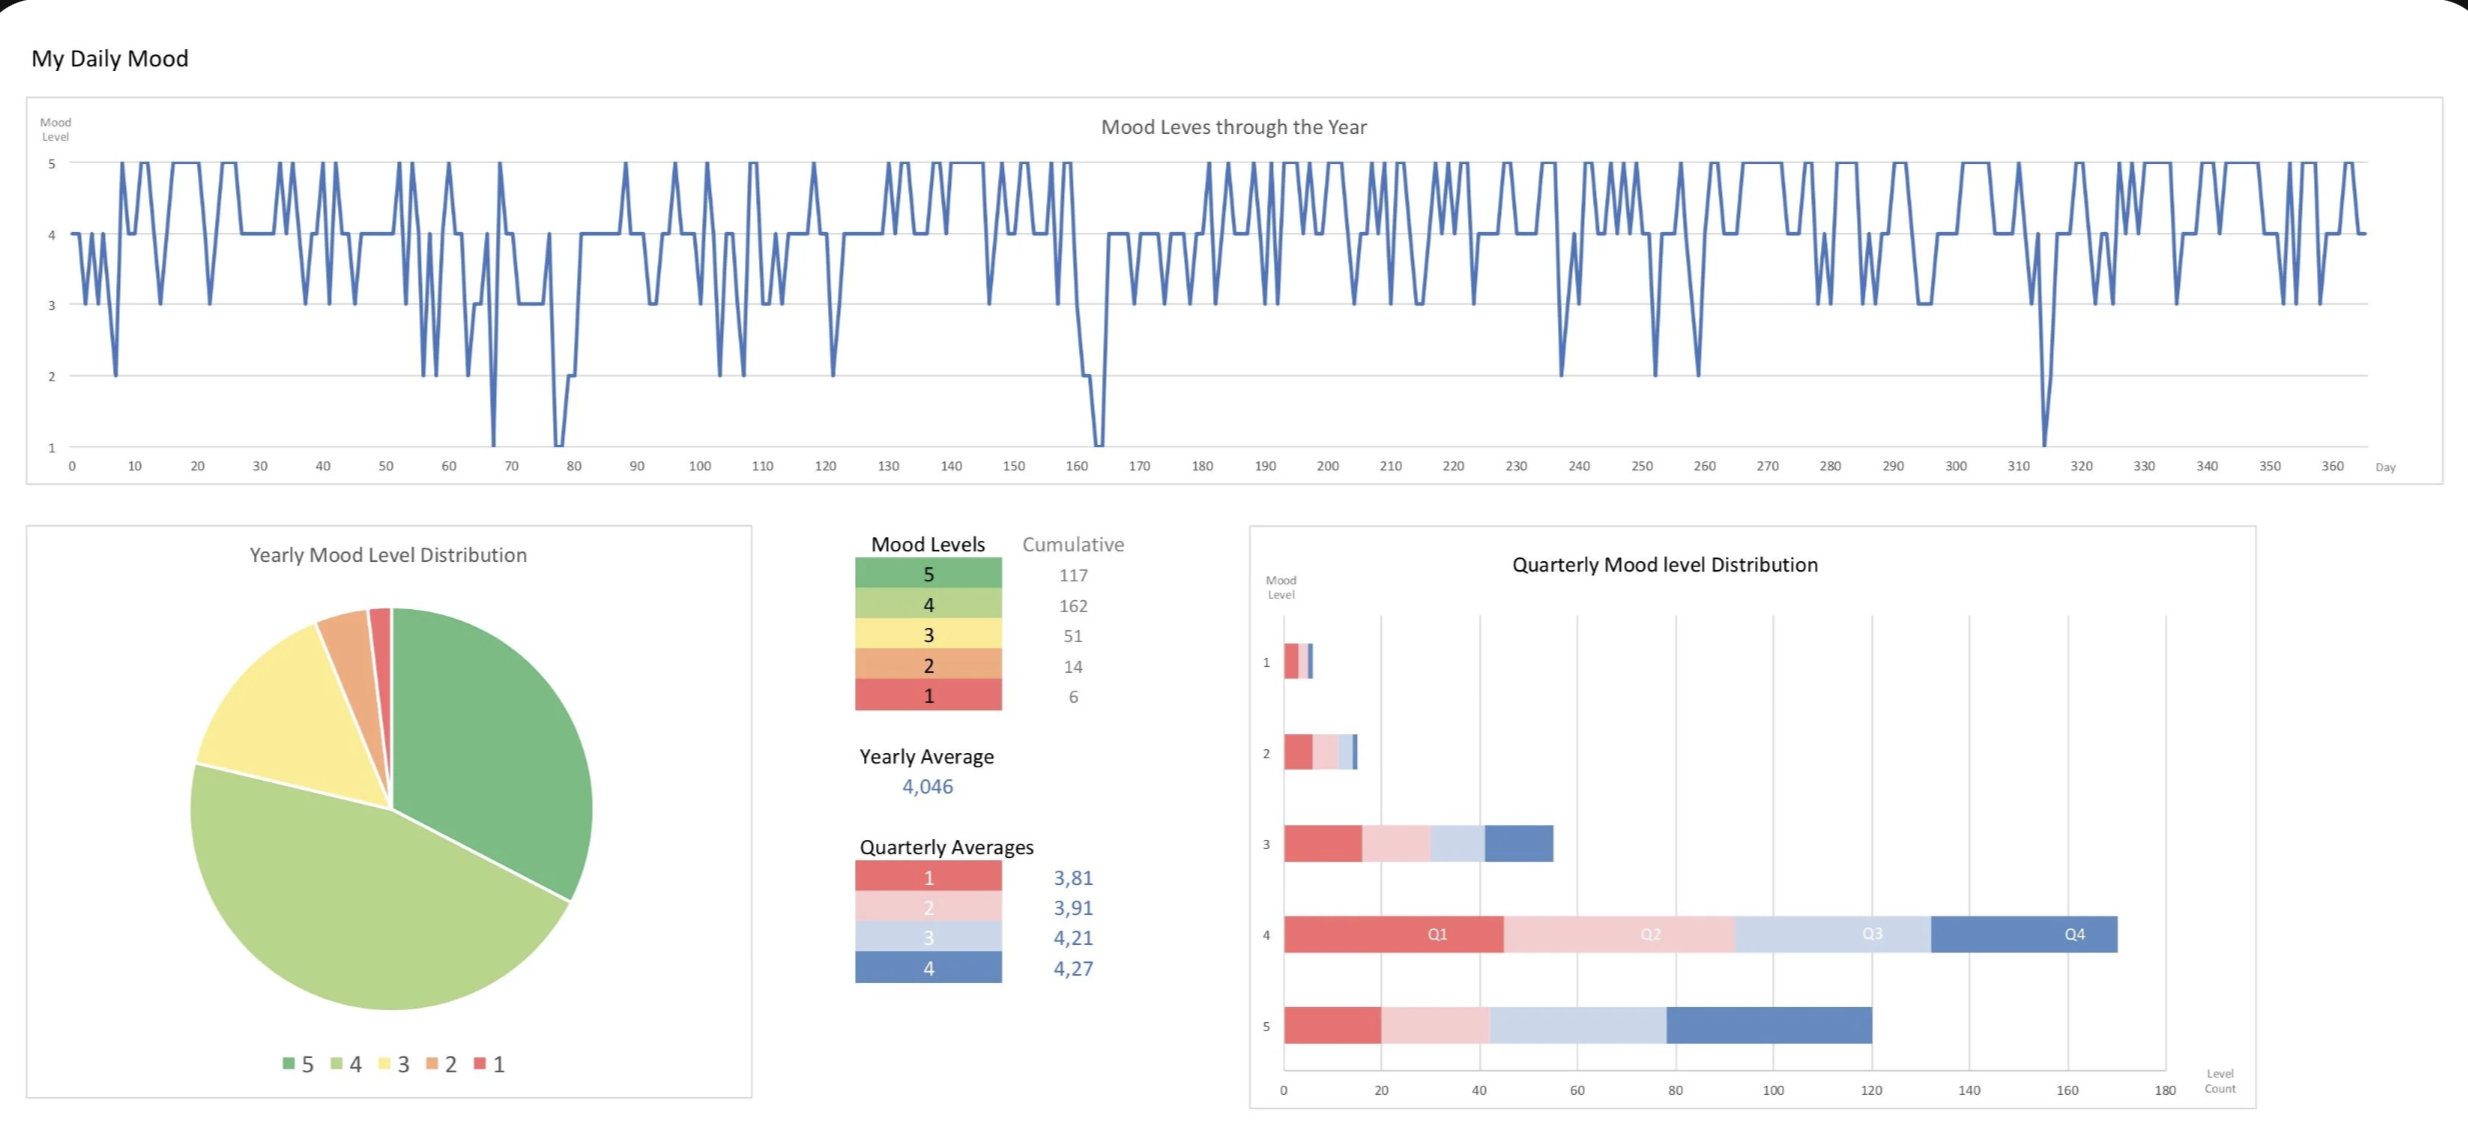 My Daily Mood
Mood Leves through the Year
Mood
Level
5
4
3
2
1
0 10 20 30 40 50 60 70 80 90 100 110 120 130 140 150 160 170 180 190 200 210 220 230 240 250 260 270 280 290 300 310 320 330 340 350 360 Day
Yearly Mood Level Distribution
5 4 3 2 1
Mood Levels Cumulative
5 117
4 162
3 51
2 14
1 6
Yearly Average
4,046
Quarterly Averages
1 3,81
2 3,91
3 4,21
4 4,27
Quarterly Mood level Distribution
Mood
Level
1
2
3
4 Q1 Q2 Q3 Q4
5
0 20 40 60 80 100 120 140 160 180
Level
Count